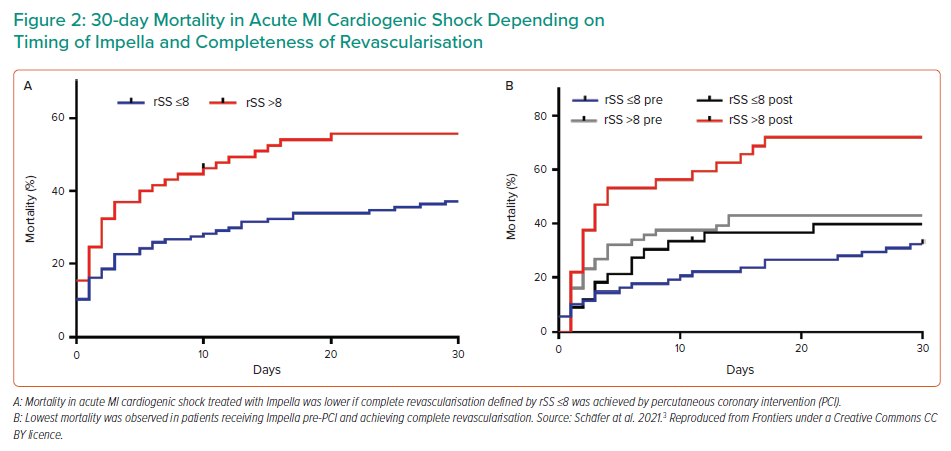 Figure 2: 30-day Mortality in Acute MI Cardiogenic Shock Depending on
Timing of Impella and Completeness of Revascularisation
A
rSS ≤8
rSS >8
60
40
20
0
Mortality (%)
0
10
20
30
Days
B
rSS ≤8 pre
rSS ≤8 post
rSS >8 pre
rSS >8 post
80
60
40
20
0
Mortality (%)
0
10
20
30
Days
A: Mortality in acute MI cardiogenic shock treated with Impella was lower if complete revascularisation defined by rSS ≤8 was achieved by percutaneous coronary intervention (PCI).
B: Lowest mortality was observed in patients receiving Impella pre-PCI and achieving complete revascularisation. Source: Schäfer at al. 2021.³ Reproduced from Frontiers under a Creative Commons CC
BY licence.